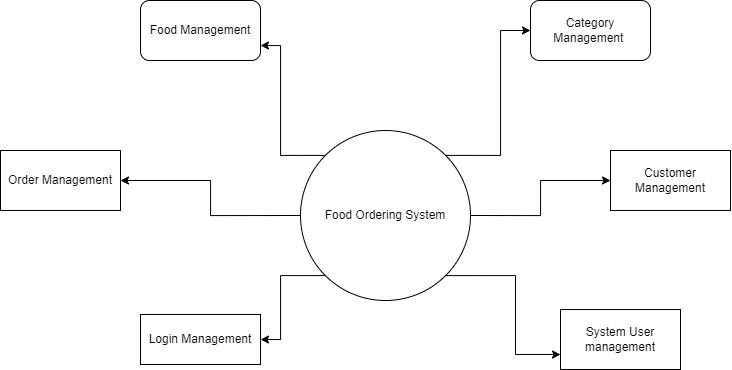 Food Management
Category
Management
Order Management
Customer
Management
Food Ordering System
Login Management
System User
management